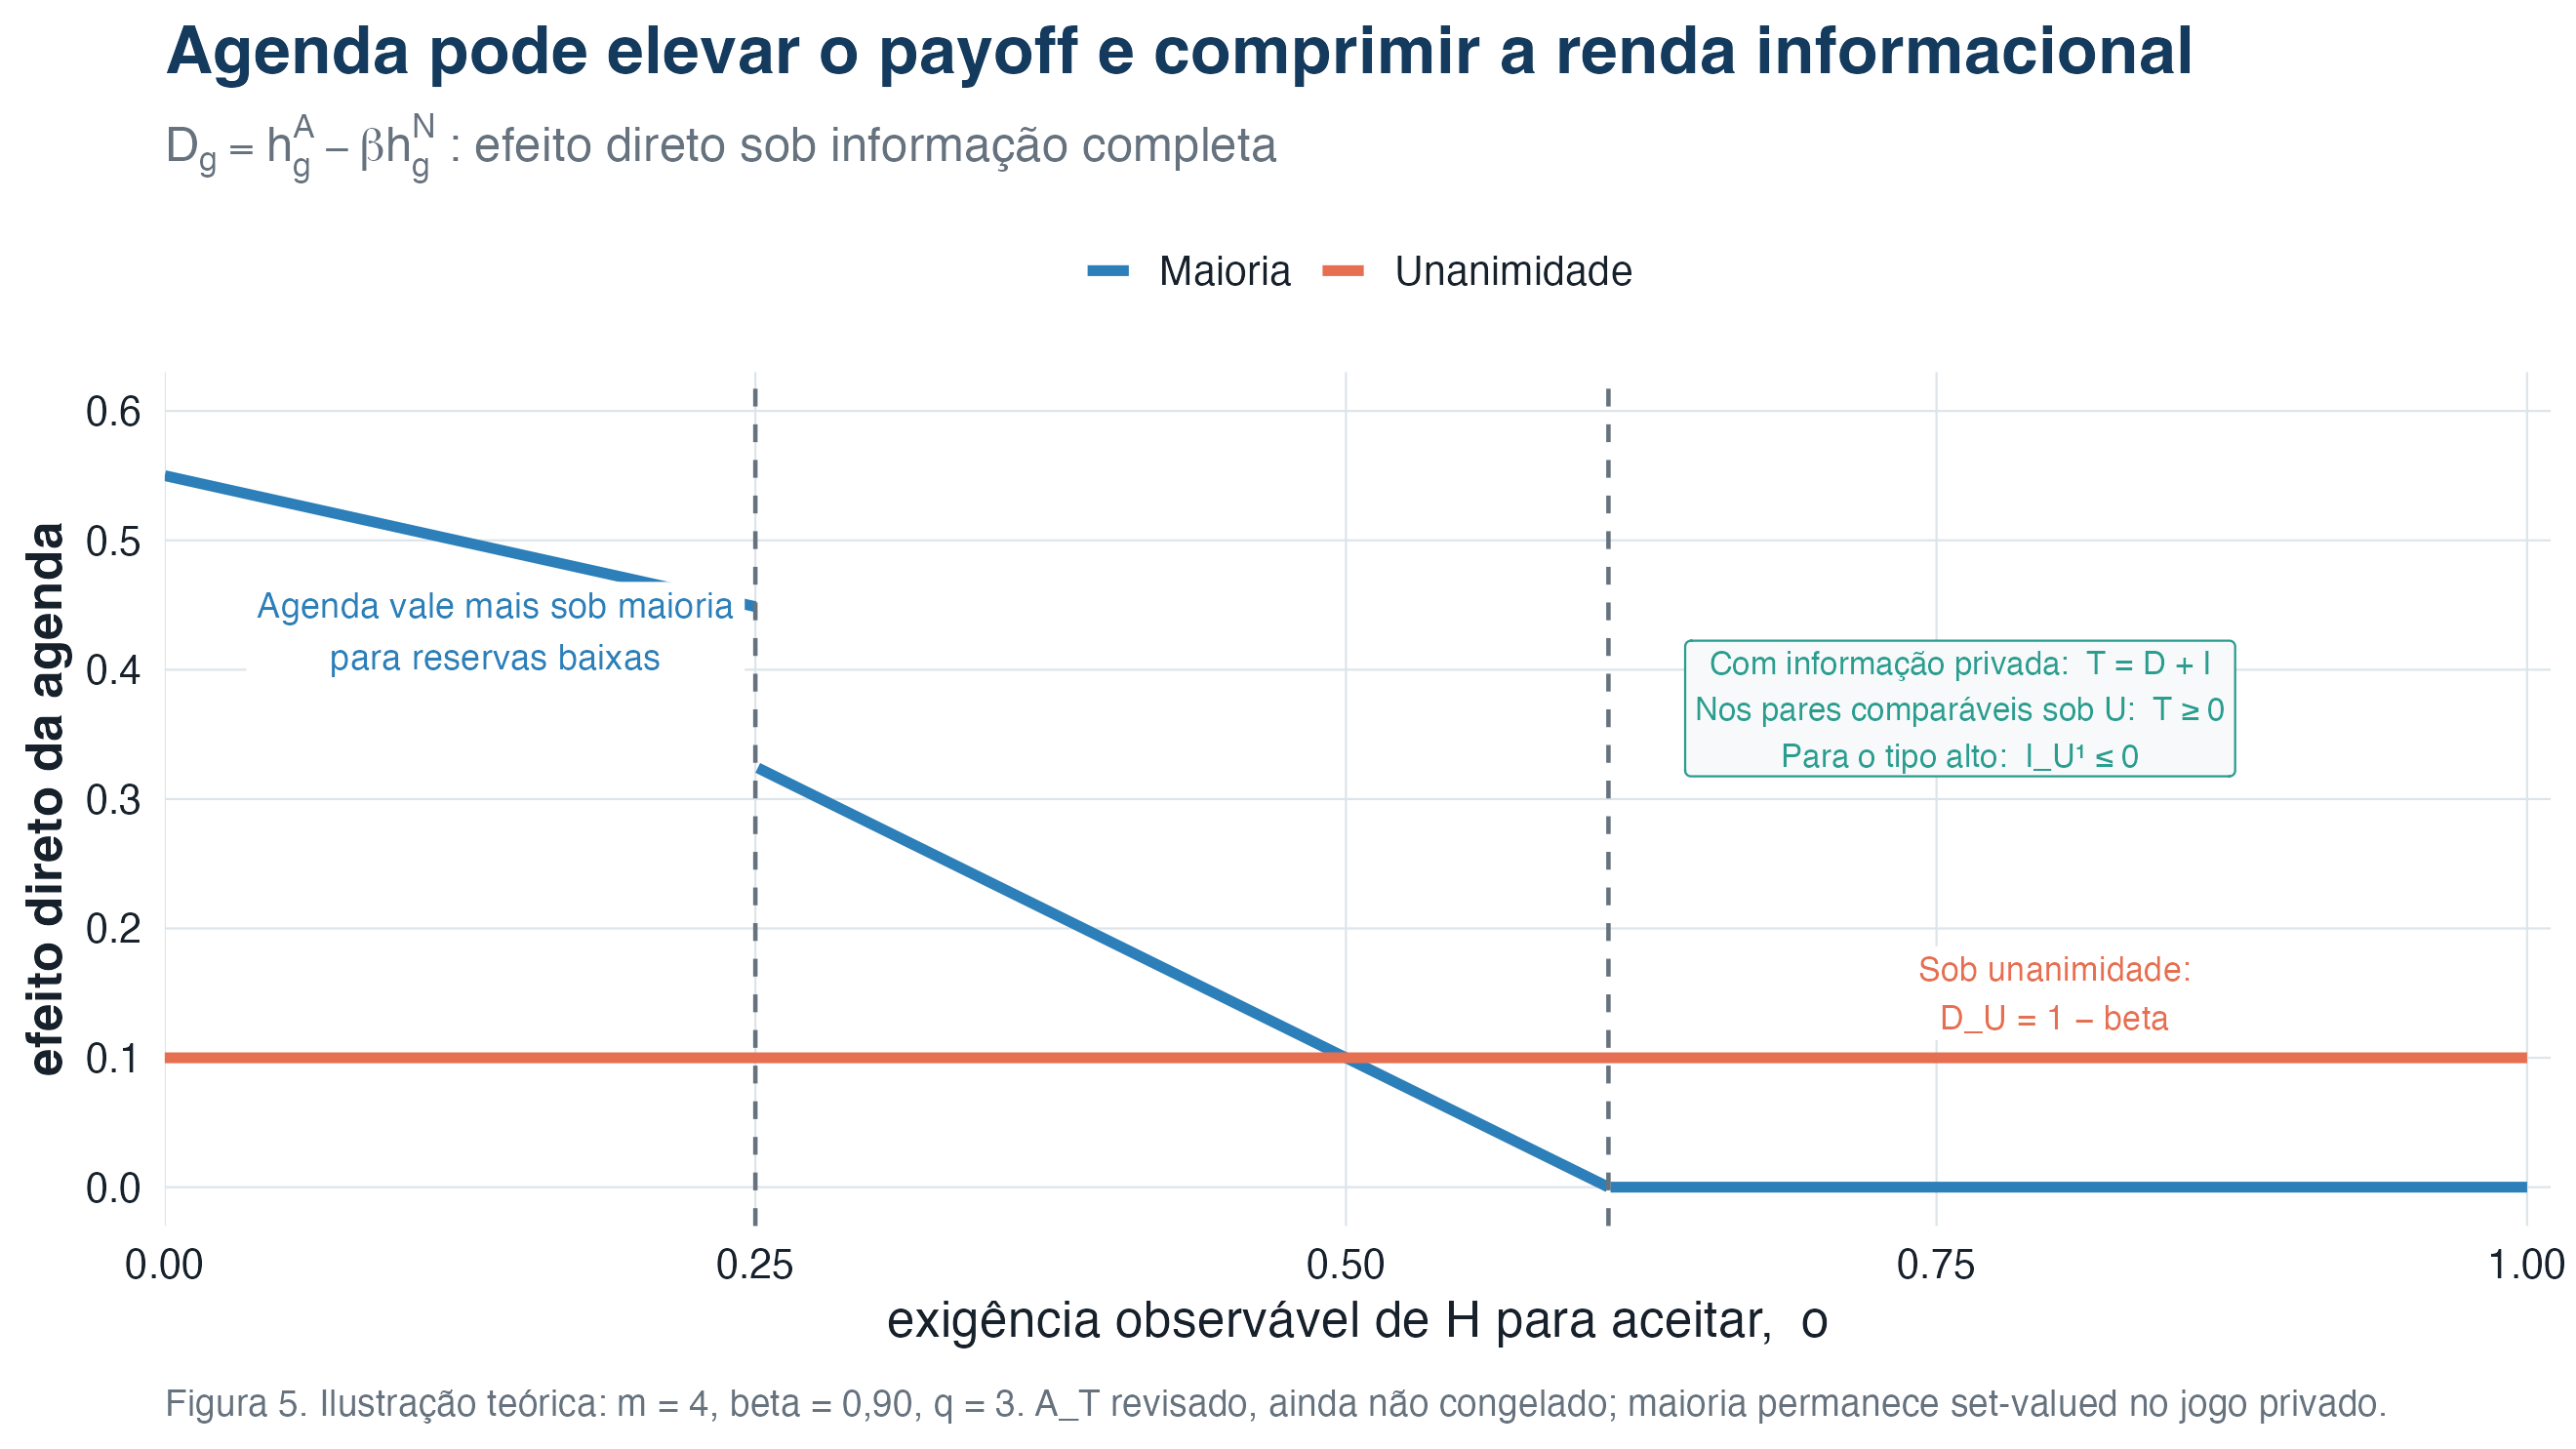 Agenda pode elevar o payoff e comprimir a renda informacional
D_g = h_g^A – βh_g^N : efeito direto sob informação completa
Maioria
Unanimidade
efeito direto da agenda
0.6
0.5
0.4
0.3
0.2
0.1
0.0
Agenda vale mais sob maioria
para reservas baixas
Com informação privada: T = D + I
Nos pares comparáveis sob U: T ≥ 0
Para o tipo alto: I_U¹ ≤ 0
Sob unanimidade:
D_U = 1 – beta
0.00
0.25
0.50
0.75
1.00
exigência observável de H para aceitar, o
Figura 5. Ilustração teórica: m = 4, beta = 0,90, q = 3. A_T revisado, ainda não congelado; maioria permanece set-valued no jogo privado.